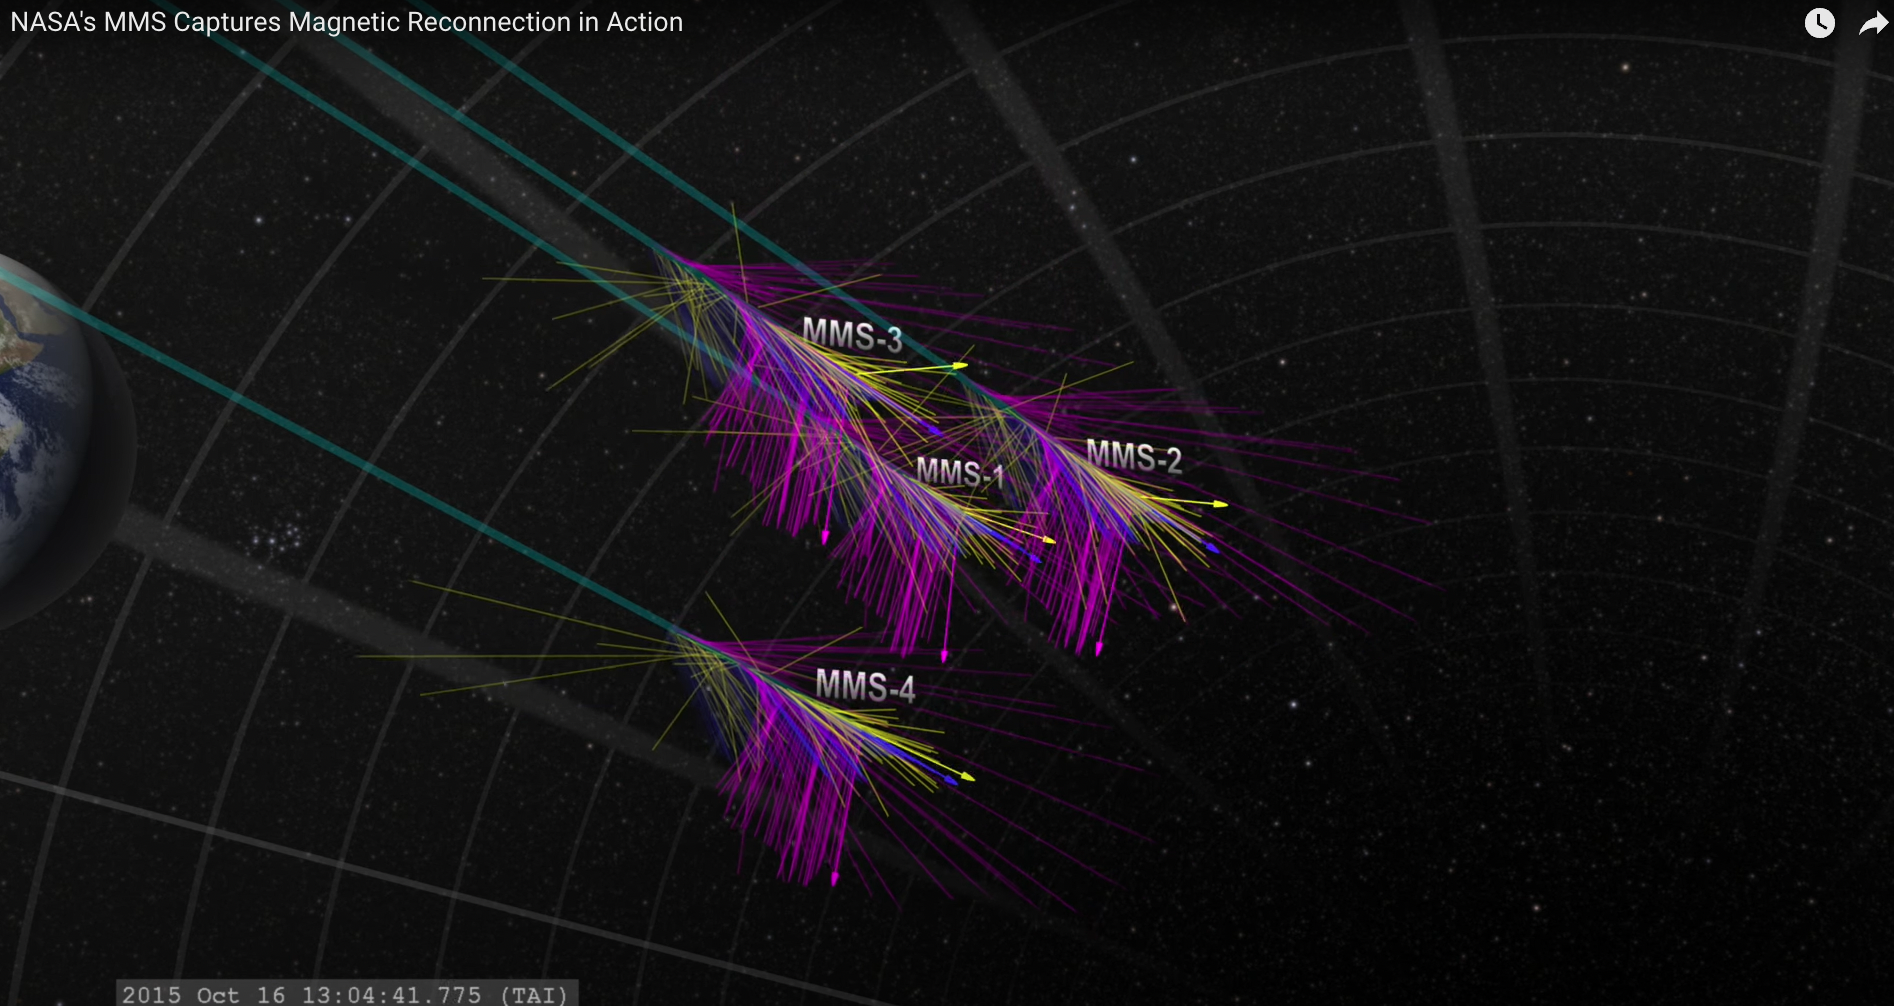 NASA's MMS Captures Magnetic Reconnection in Action
MMS-3
MMS-1
MMS-2
MMS-4
2015 Oct 16 13:04:41.775 (TAI)